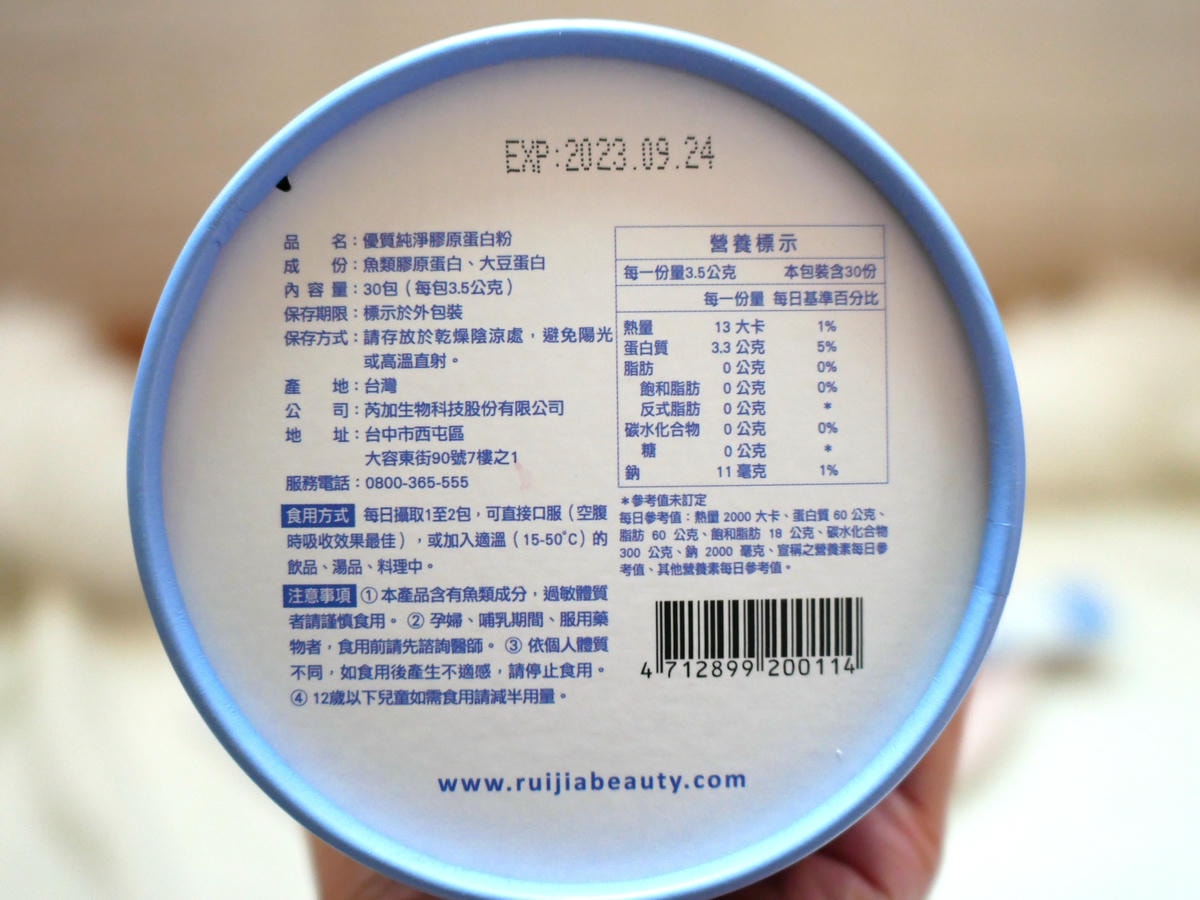 EXP:2023.09.24
品　　名：優質純淨膠原蛋白粉
成　　份：魚類膠原蛋白、大豆蛋白
內 容 量：30包（每包3.5公克）
保存期限：標示於外包裝
保存方式：請存放於乾燥陰涼處，避免陽光
或高溫直射。
產　　地：台灣
公　　司：芮加生物科技股份有限公司
地　　址：台中市西屯區
大容東街90號7樓之1
服務電話：0800-365-555
食用方式 每日攝取1至2包，可直接口服（空腹
時吸收效果最佳），或加入適溫（15-50°C）的
飲品、湯品、料理中。
注意事項 ① 本產品含有魚類成分，過敏體質
者請謹慎食用。 ② 孕婦、哺乳期間、服用藥
物者，食用前請先諮詢醫師。 ③ 依個人體質
不同，如食用後產生不適感，請停止食用。
④ 12歲以下兒童如需食用請減半用量。
營養標示
每一份量3.5公克 本包裝含30份
每一份量 每日基準百分比
熱量 13 大卡 1%
蛋白質 3.3 公克 5%
脂肪 0 公克 0%
飽和脂肪 0 公克 0%
反式脂肪 0 公克 *
碳水化合物 0 公克 0%
糖 0 公克 *
鈉 11 毫克 1%
＊參考值未訂定
每日參考值：熱量 2000 大卡、蛋白質 60 公克、
脂肪 60 公克、飽和脂肪 18 公克、碳水化合物
300 公克、鈉 2000 毫克、宣稱之營養素每日參
考值、其他營養素每日參考值。
4 712899 200114
www.ruijiabeauty.com